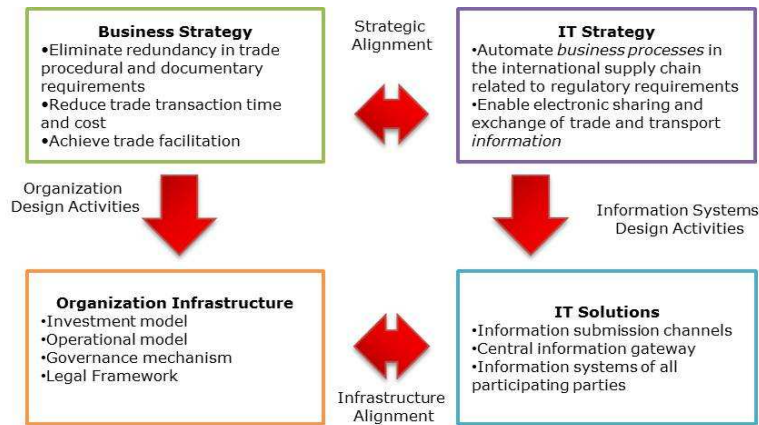 Business Strategy
•Eliminate redundancy in trade
procedural and documentary
requirements
•Reduce trade transaction time
and cost
•Achieve trade facilitation
Strategic
Alignment
IT Strategy
•Automate business processes in
the international supply chain
related to regulatory requirements
•Enable electronic sharing and
exchange of trade and transport
information
Organization
Design Activities
Information Systems
Design Activities
Organization Infrastructure
•Investment model
•Operational model
•Governance mechanism
•Legal Framework
Infrastructure
Alignment
IT Solutions
•Information submission channels
•Central information gateway
•Information systems of all
participating parties